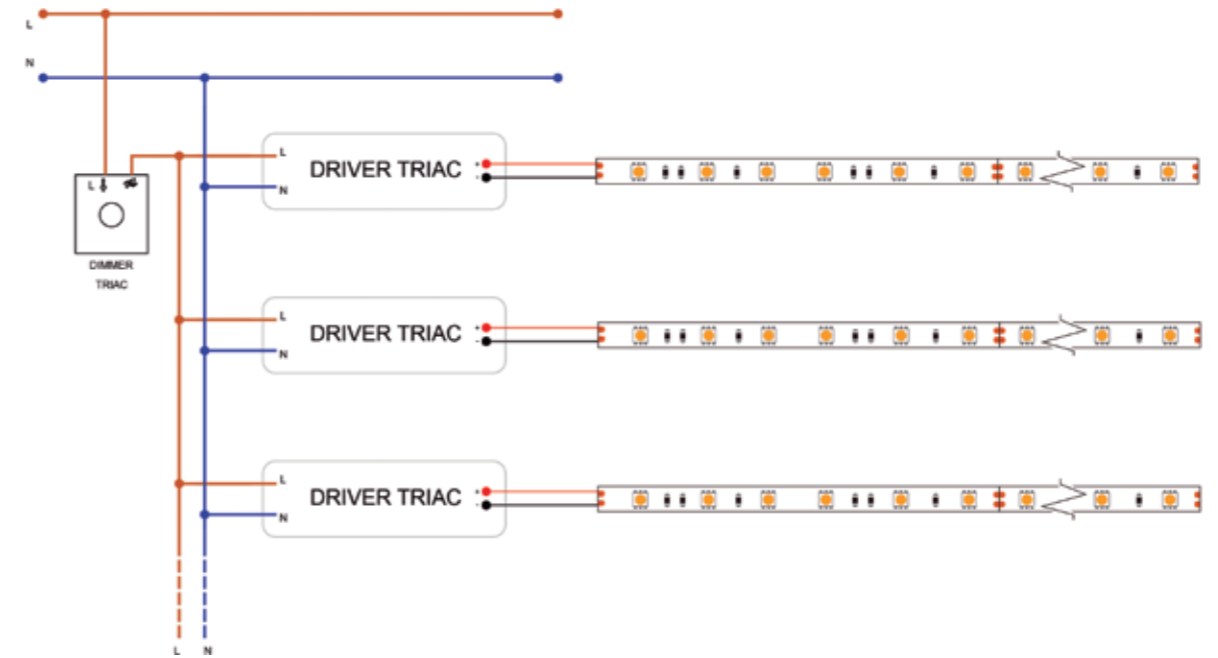 L
N
L
DIMMER
TRIAC
L
DRIVER TRIAC
+
-
N
L
DRIVER TRIAC
+
-
N
L
DRIVER TRIAC
+
-
N
L N